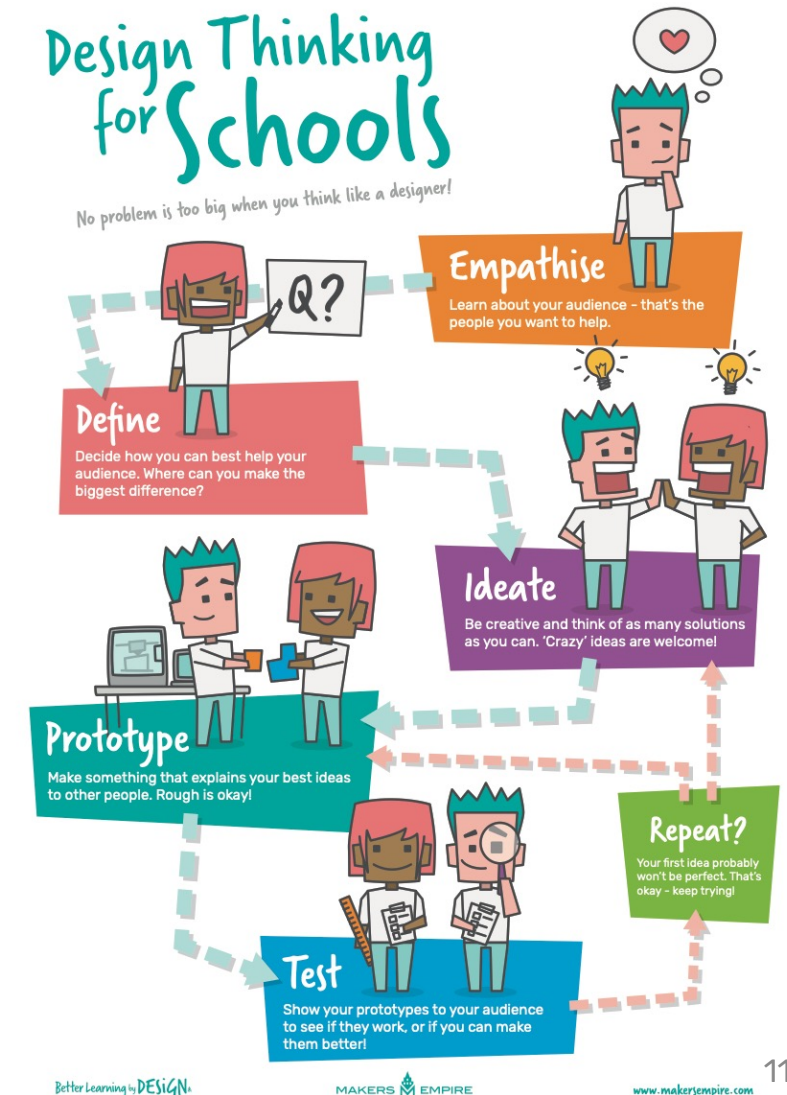 Design Thinking
for Schools
No problem is too big when you think like a designer!
Empathise
Learn about your audience - that's the
people you want to help.
Q?
Define
Decide how you can best help your
audience. Where can you make the
biggest difference?
Ideate
Be creative and think of as many solutions
as you can. 'Crazy' ideas are welcome!
Prototype
Make something that explains your best ideas
to other people. Rough is okay!
Repeat?
Your first idea probably
won't be perfect. That's
okay - keep trying!
Test
Show your prototypes to your audience
to see if they work, or if you can make
them better!
Better Learning by DESiGN.
MAKERS EMPIRE
www.makersempire.com
11